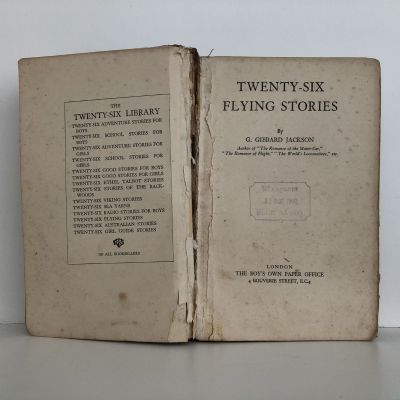 THE
TWENTY-SIX LIBRARY
TWENTY-SIX ADVENTURE STORIES FOR
BOYS
TWENTY-SIX SCHOOL STORIES FOR
BOYS
TWENTY-SIX ADVENTURE STORIES FOR
GIRLS
TWENTY-SIX SCHOOL STORIES FOR
GIRLS
TWENTY-SIX GOOD STORIES FOR BOYS
TWENTY-SIX GOOD STORIES FOR GIRLS
TWENTY-SIX ETHEL TALBOT STORIES
TWENTY-SIX STORIES OF THE BACK-
WOODS
TWENTY-SIX VIKING STORIES
TWENTY-SIX SEA YARNS
TWENTY-SIX RADIO STORIES FOR BOYS
TWENTY-SIX FLYING STORIES
TWENTY-SIX AUSTRALIAN STORIES
TWENTY-SIX GIRL GUIDE STORIES
OF ALL BOOKSELLERS
TWENTY-SIX
FLYING STORIES
By
G. GIBBARD JACKSON
Author of "The Romance of the Motor-Car,"
"The Romance of Flight," "The World's Locomotives," etc.
LONDON
THE BOY'S OWN PAPER OFFICE
4 BOUVERIE STREET, E.C.4